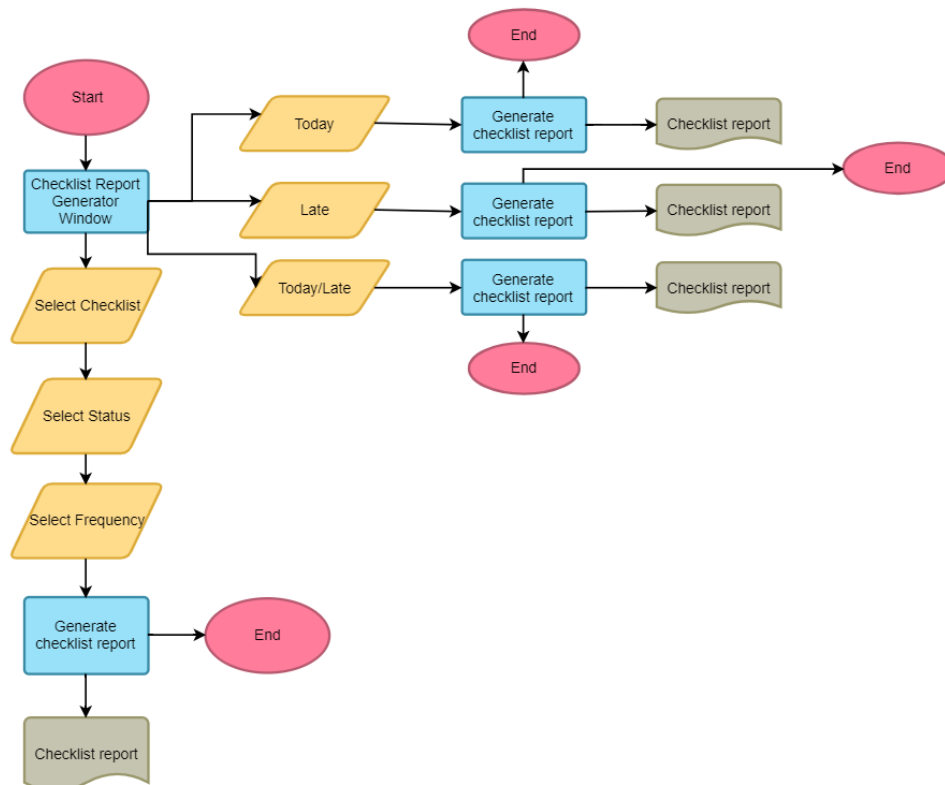 End
Start
Today
Generate
checklist report
Checklist report
End
Checklist Report
Generator
Window
Late
Generate
checklist report
Checklist report
Select Checklist
Today/Late
Generate
checklist report
Checklist report
End
Select Status
Select Frequency
Generate
checklist report
End
Checklist report